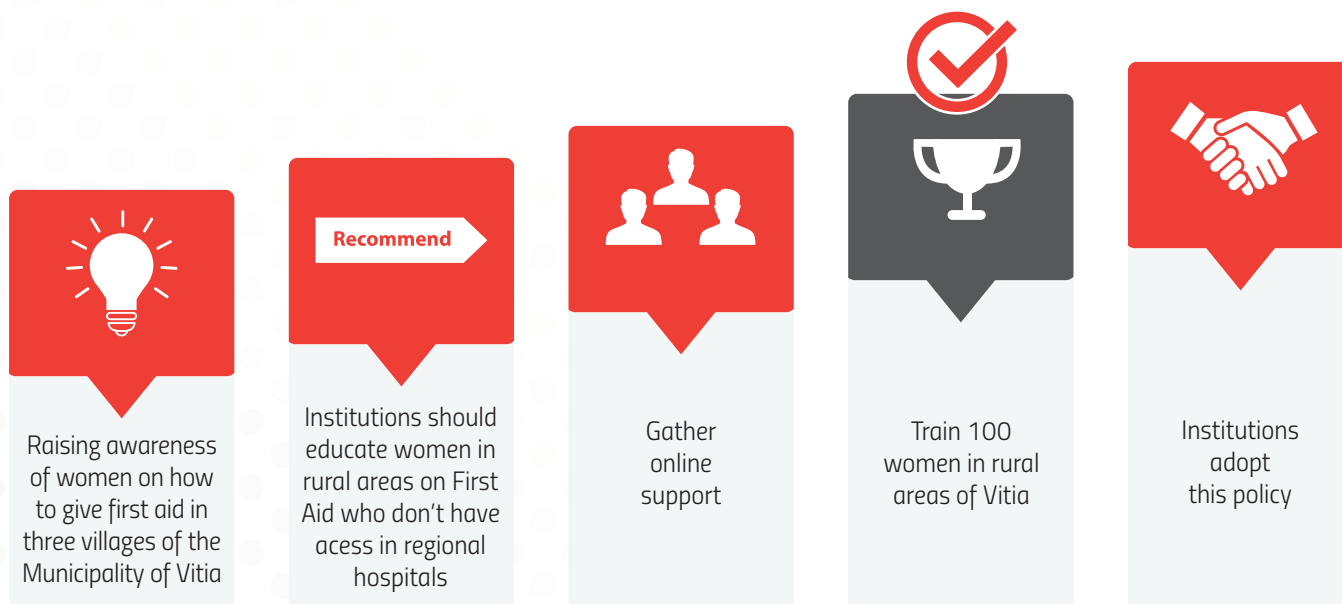 Raising awareness
of women on how
to give first aid in
three villages of the
Municipality of Vitia
Recommend
Institutions should
educate women in
rural areas on First
Aid who don't have
acess in regional
hospitals
Gather
online
support
Train 100
women in rural
areas of Vitia
Institutions
adopt
this policy